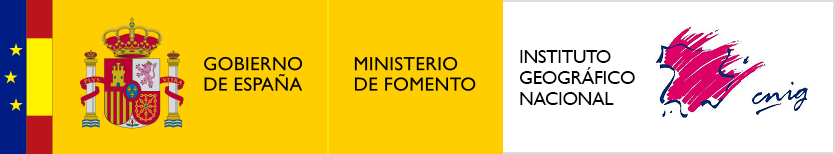 GOBIERNO
DE ESPAÑA
MINISTERIO
DE FOMENTO
INSTITUTO
GEOGRÁFICO
NACIONAL
cnig